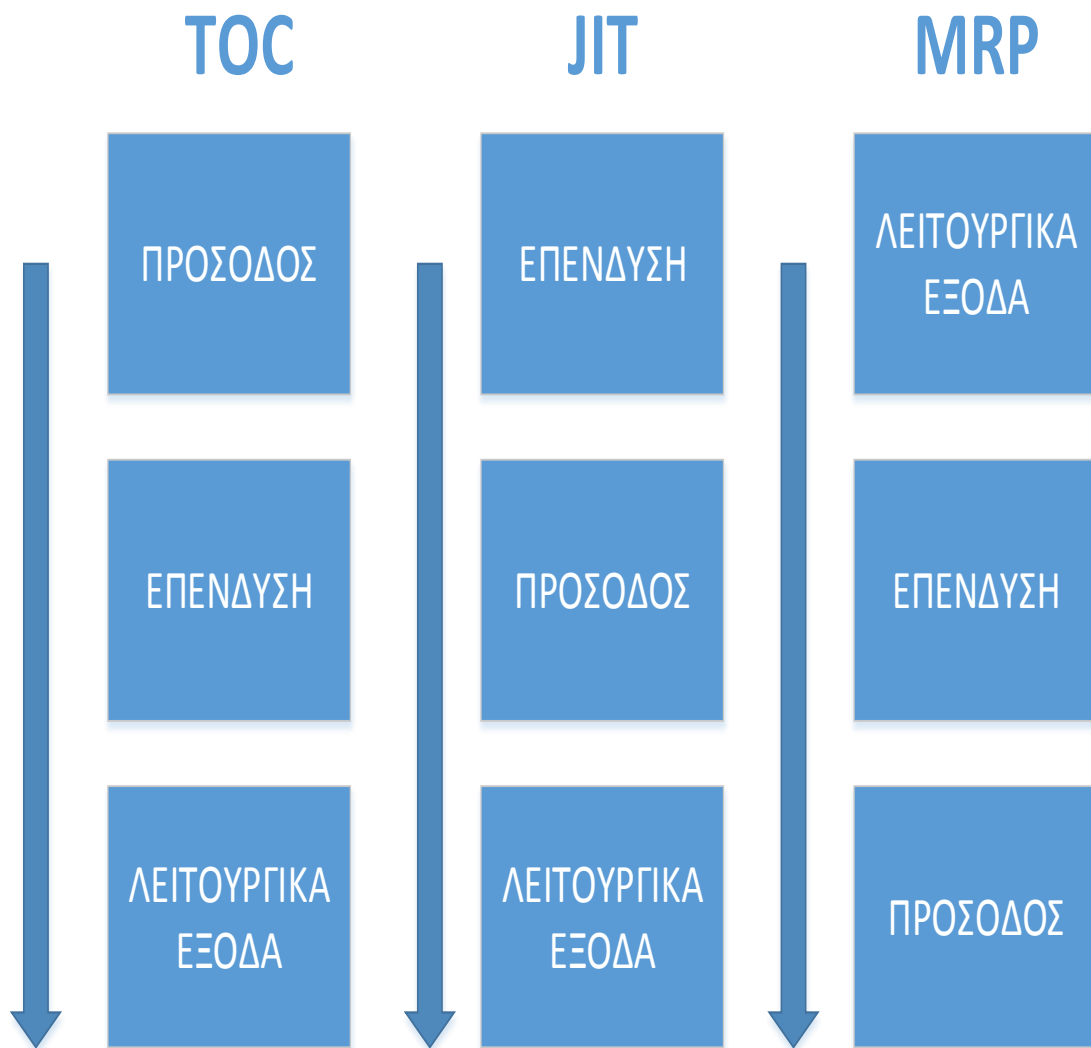 TOC
JIT
MRP
ΠΡΟΣΟΔΟΣ
ΕΠΕΝΔΥΣΗ
ΛΕΙΤΟΥΡΓΙΚΑ
ΕΞΟΔΑ
ΕΠΕΝΔΥΣΗ
ΠΡΟΣΟΔΟΣ
ΕΠΕΝΔΥΣΗ
ΛΕΙΤΟΥΡΓΙΚΑ
ΕΞΟΔΑ
ΛΕΙΤΟΥΡΓΙΚΑ
ΕΞΟΔΑ
ΠΡΟΣΟΔΟΣ